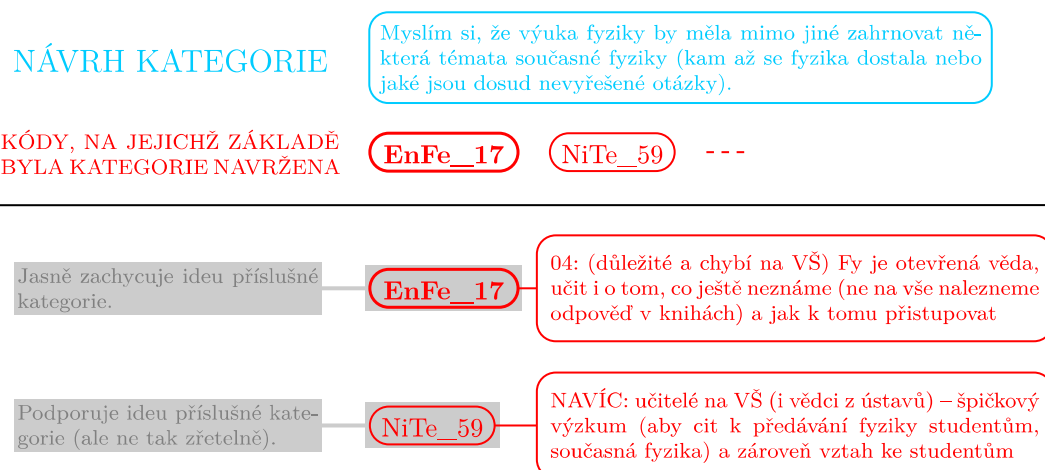 NÁVRH KATEGORIE
Myslím si, že výuka fyziky by měla mimo jiné zahrnovat ně-
která témata současné fyziky (kam až se fyzika dostala nebo
jaké jsou dosud nevyřešené otázky).
KÓDY, NA JEJICHŽ ZÁKLADĚ
BYLA KATEGORIE NAVRŽENA
EnFe_17
NiTe_59
---
Jasně zachycuje ideu příslušné
kategorie.
EnFe_17
04: (důležité a chybí na VŠ) Fy je otevřená věda,
učit i o tom, co ještě neznáme (ne na vše nalezneme
odpověď v knihách) a jak k tomu přistupovat
Podporuje ideu příslušné kate-
gorie (ale ne tak zřetelně).
NiTe_59
NAVÍC: učitelé na VŠ (i vědci z ústavů) – špičkový
výzkum (aby cit k předávání fyziky studentům,
současná fyzika) a zároveň vztah ke studentům